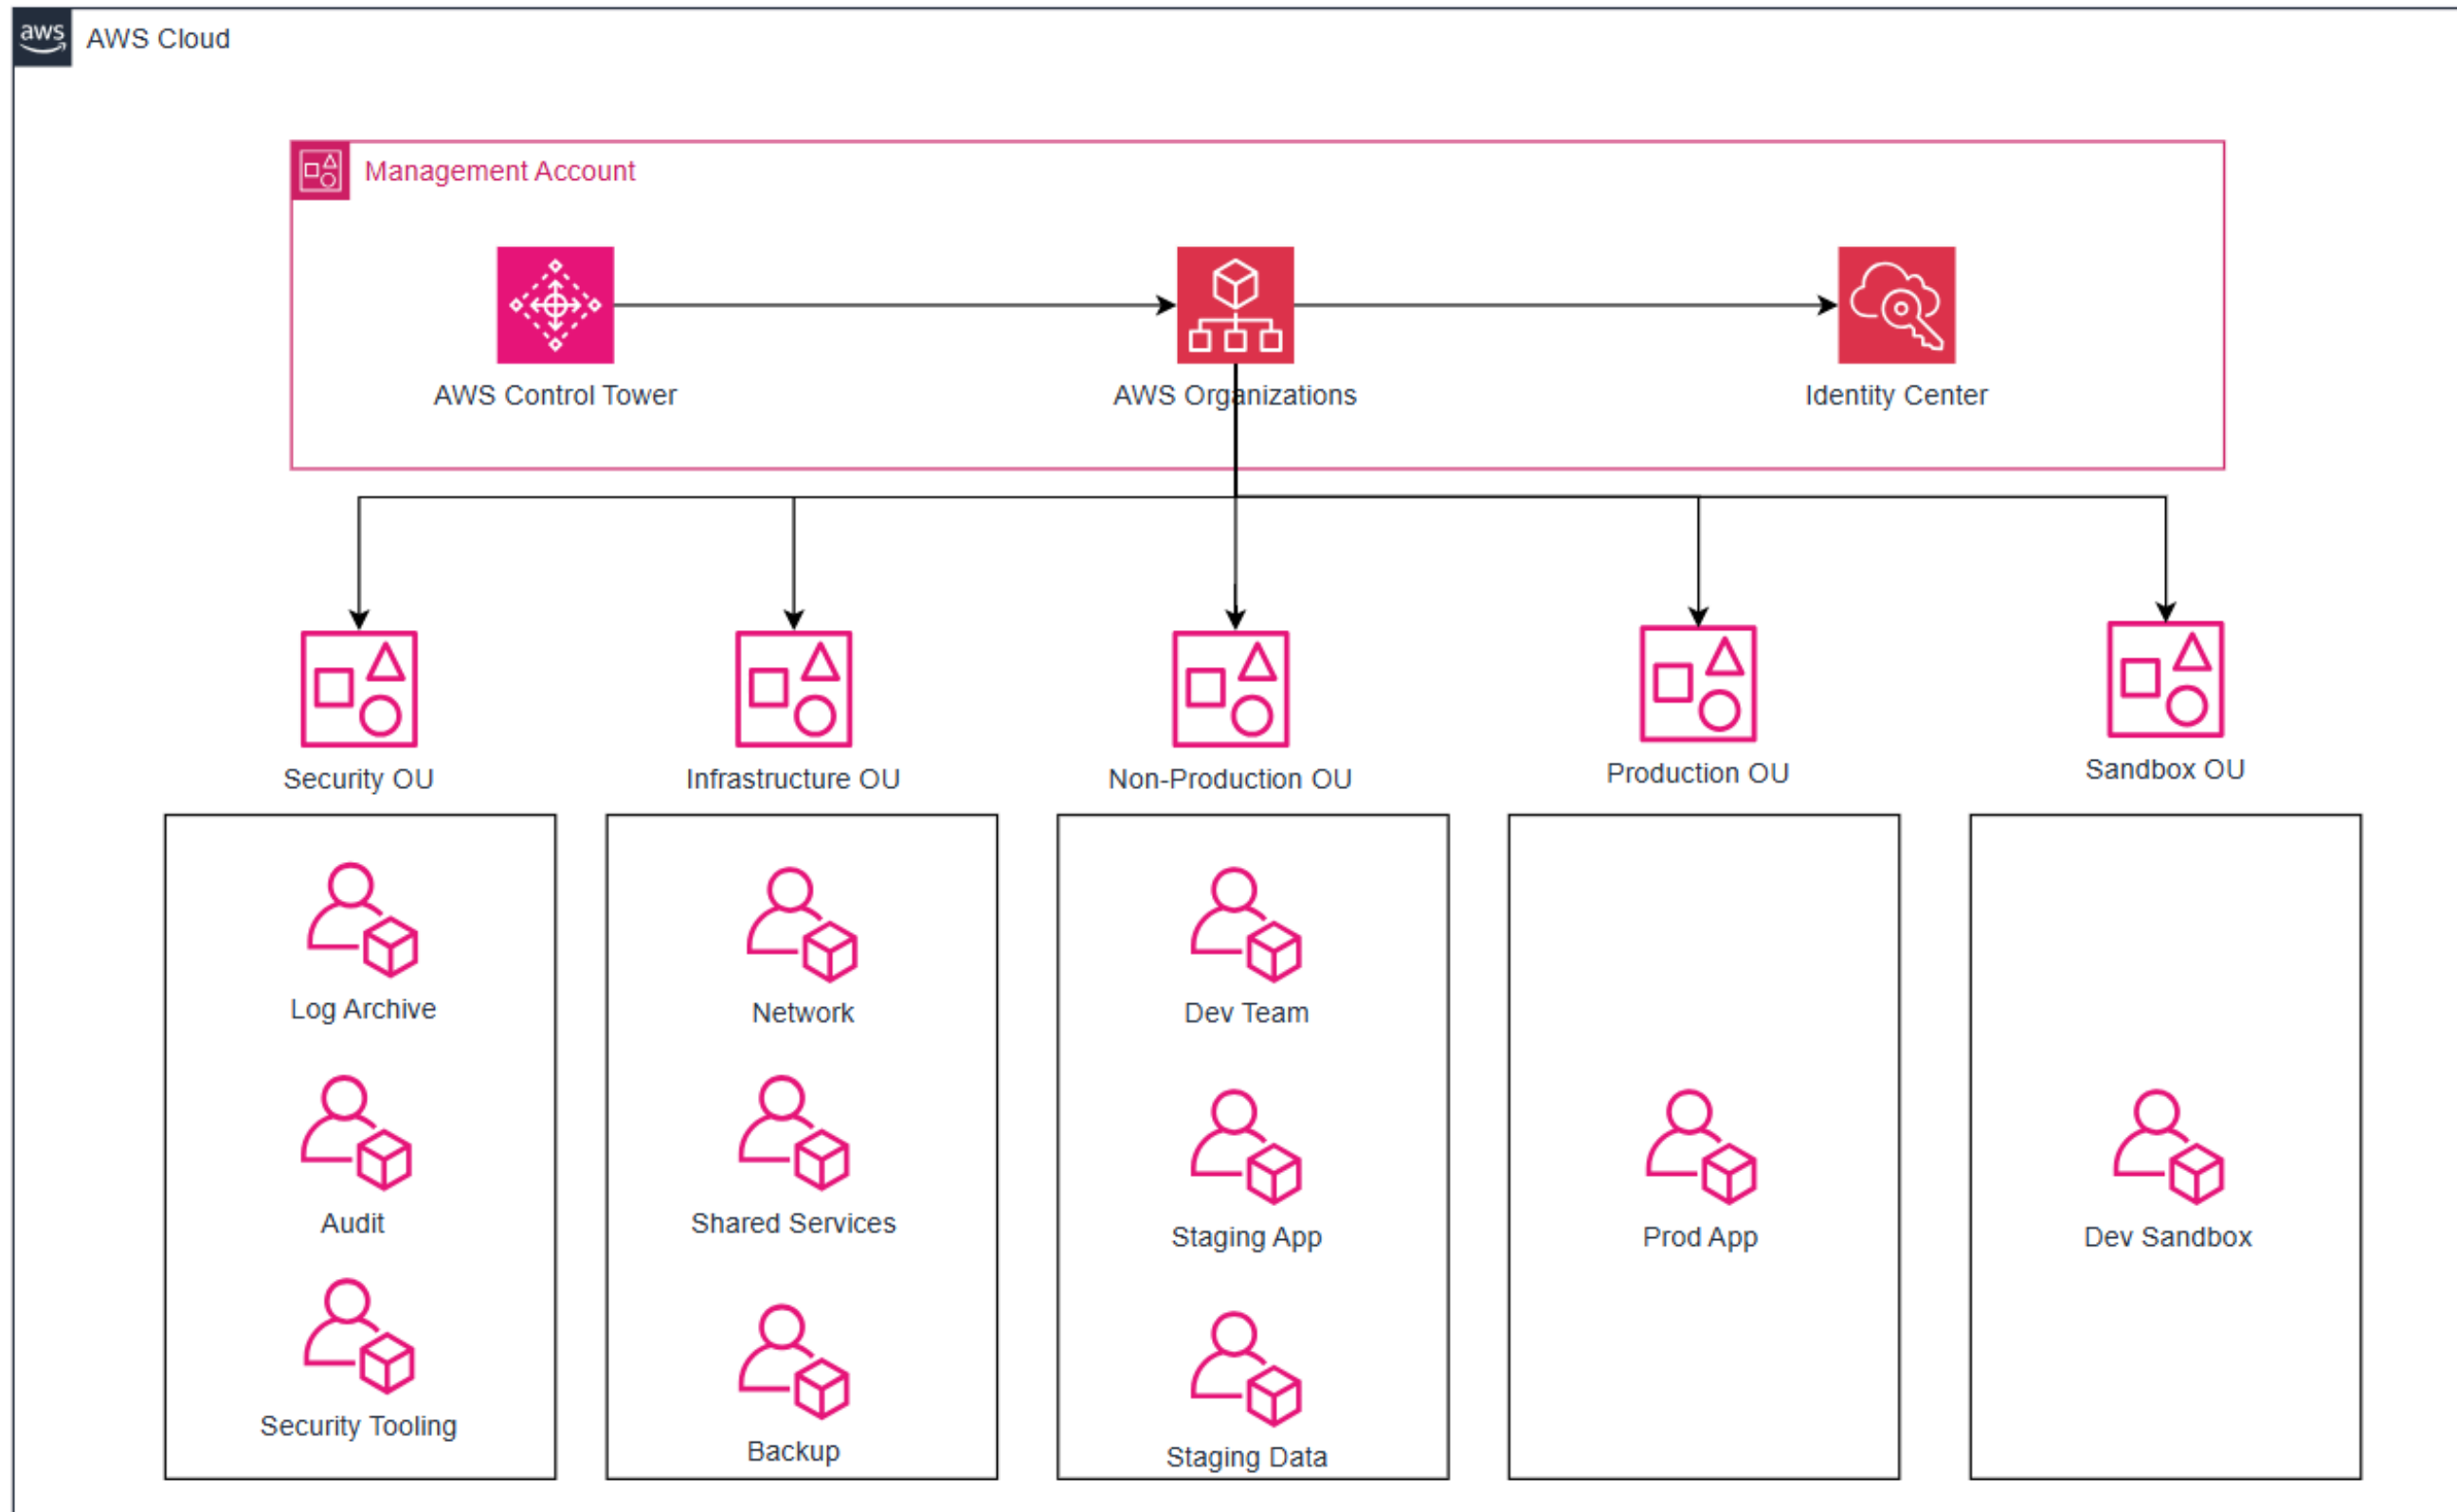 aws
AWS Cloud
Management Account
AWS Control Tower
AWS Organizations
Identity Center
Security OU
Infrastructure OU
Non-Production OU
Production OU
Sandbox OU
Log Archive
Audit
Security Tooling
Network
Shared Services
Backup
Dev Team
Staging App
Staging Data
Prod App
Dev Sandbox